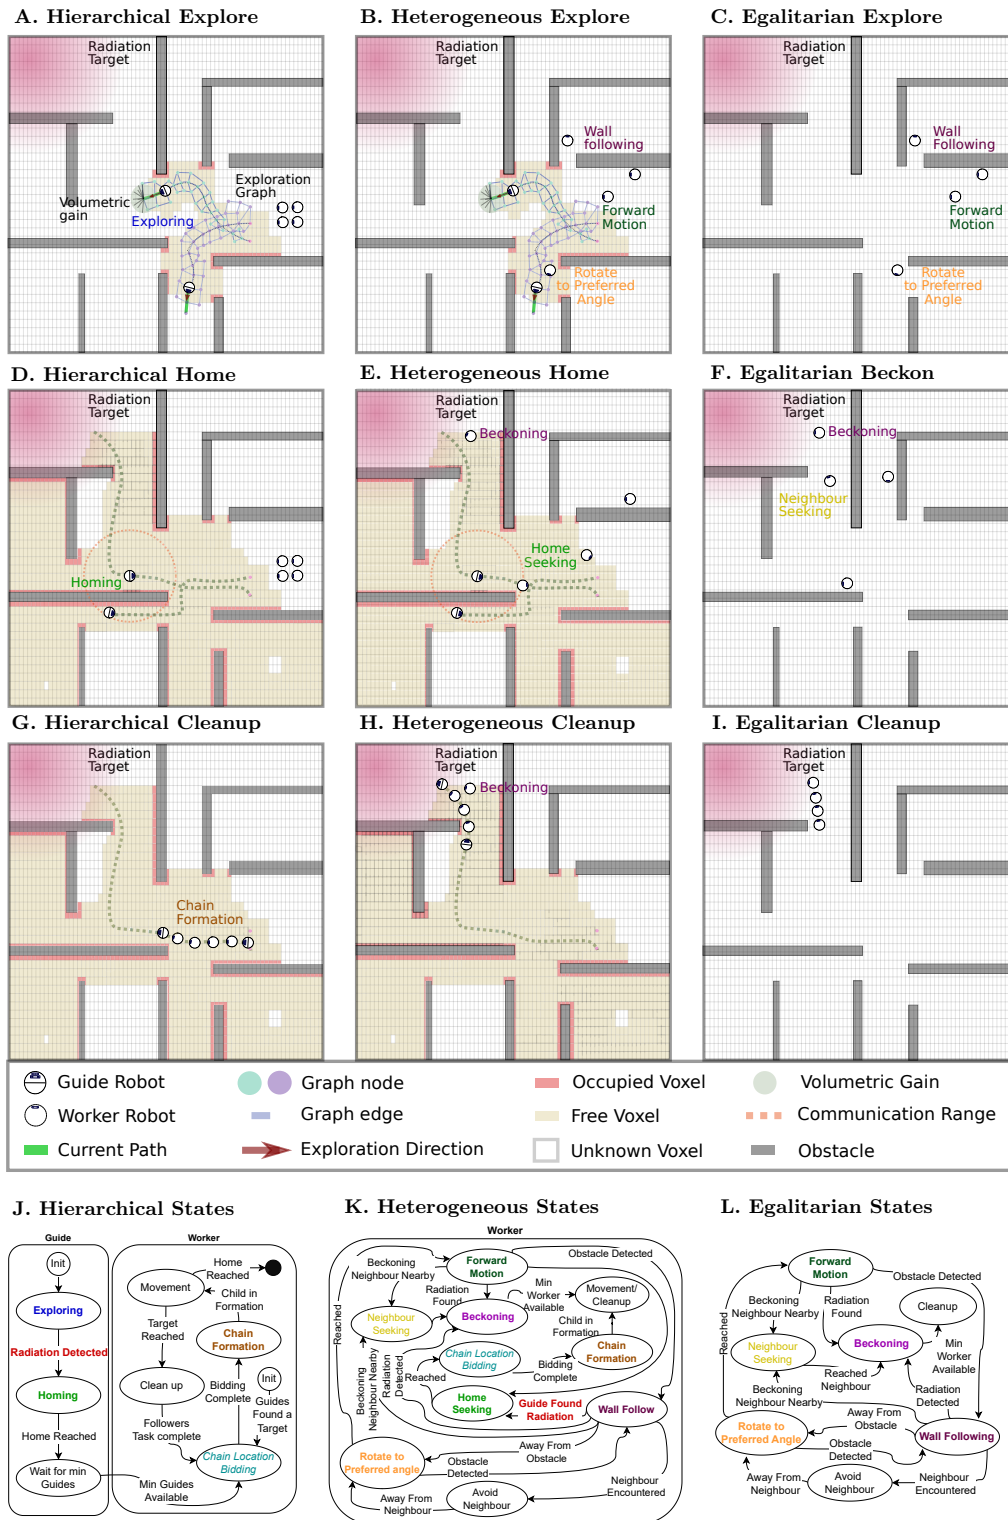 A. Hierarchical Explore
B. Heterogeneous Explore
C. Egalitarian Explore
Radiation
Target
Volumetric
gain
Exploring
Exploration
Graph
Radiation
Target
Wall
following
Forward
Motion
Rotate
to Preferred
Angle
Radiation
Target
Wall
Following
Forward
Motion
Rotate
to Preferred
Angle
D. Hierarchical Home
E. Heterogeneous Home
F. Egalitarian Beckon
Radiation
Target
Homing
Radiation
Target
Beckoning
Home
Seeking
Radiation
Target
Beckoning
Neighbour
Seeking
G. Hierarchical Cleanup
H. Heterogeneous Cleanup
I. Egalitarian Cleanup
Radiation
Target
Chain
Formation
Radiation
Target
Beckoning
Radiation
Target
Guide Robot
Graph node
Occupied Voxel
Volumetric Gain
Worker Robot
Graph edge
Free Voxel
Communication Range
Current Path
Exploration Direction
Unknown Voxel
Obstacle
J. Hierarchical States
K. Heterogeneous States
L. Egalitarian States
Guide
Init
Exploring
Radiation Detected
Homing
Home Reached
Wait for min
Guides
Min Guides
Available
Worker
Movement
Home
Reached
Child in
Formation
Target
Reached
Chain
Formation
Clean up
Bidding
Complete
Init
Guides
Found a
Target
Followers
Task complete
Chain Location
Bidding
Worker
Beckoning
Neighbour Nearby
Forward
Motion
Obstacle Detected
Radiation
Found
Min
Worker
Available
Movement/
Cleanup
Reached
Neighbour
Seeking
Beckoning
Child in
Formation
Beckoning
Neighbour Nearby
Radiation
Detected
Chain Location
Bidding
Bidding
Complete
Chain
Formation
Reached
Home
Seeking
Guide Found
Radiation
Wall Follow
Rotate to
Preferred angle
Away From
Obstacle
Obstacle
Detected
Away From
Neighbour
Avoid
Neighbour
Neighbour
Encountered
Forward
Motion
Obstacle Detected
Beckoning
Neighbour Nearby
Radiation
Found
Cleanup
Reached
Neighbour
Seeking
Beckoning
Min
Worker
Available
Reached
Neighbour
Beckoning
Neighbour Nearby
Radiation
Detected
Away From
Obstacle
Rotate to
Preferred Angle
Wall Following
Obstacle
Detected
Away From
Neighbour
Avoid
Neighbour
Neighbour
Encountered